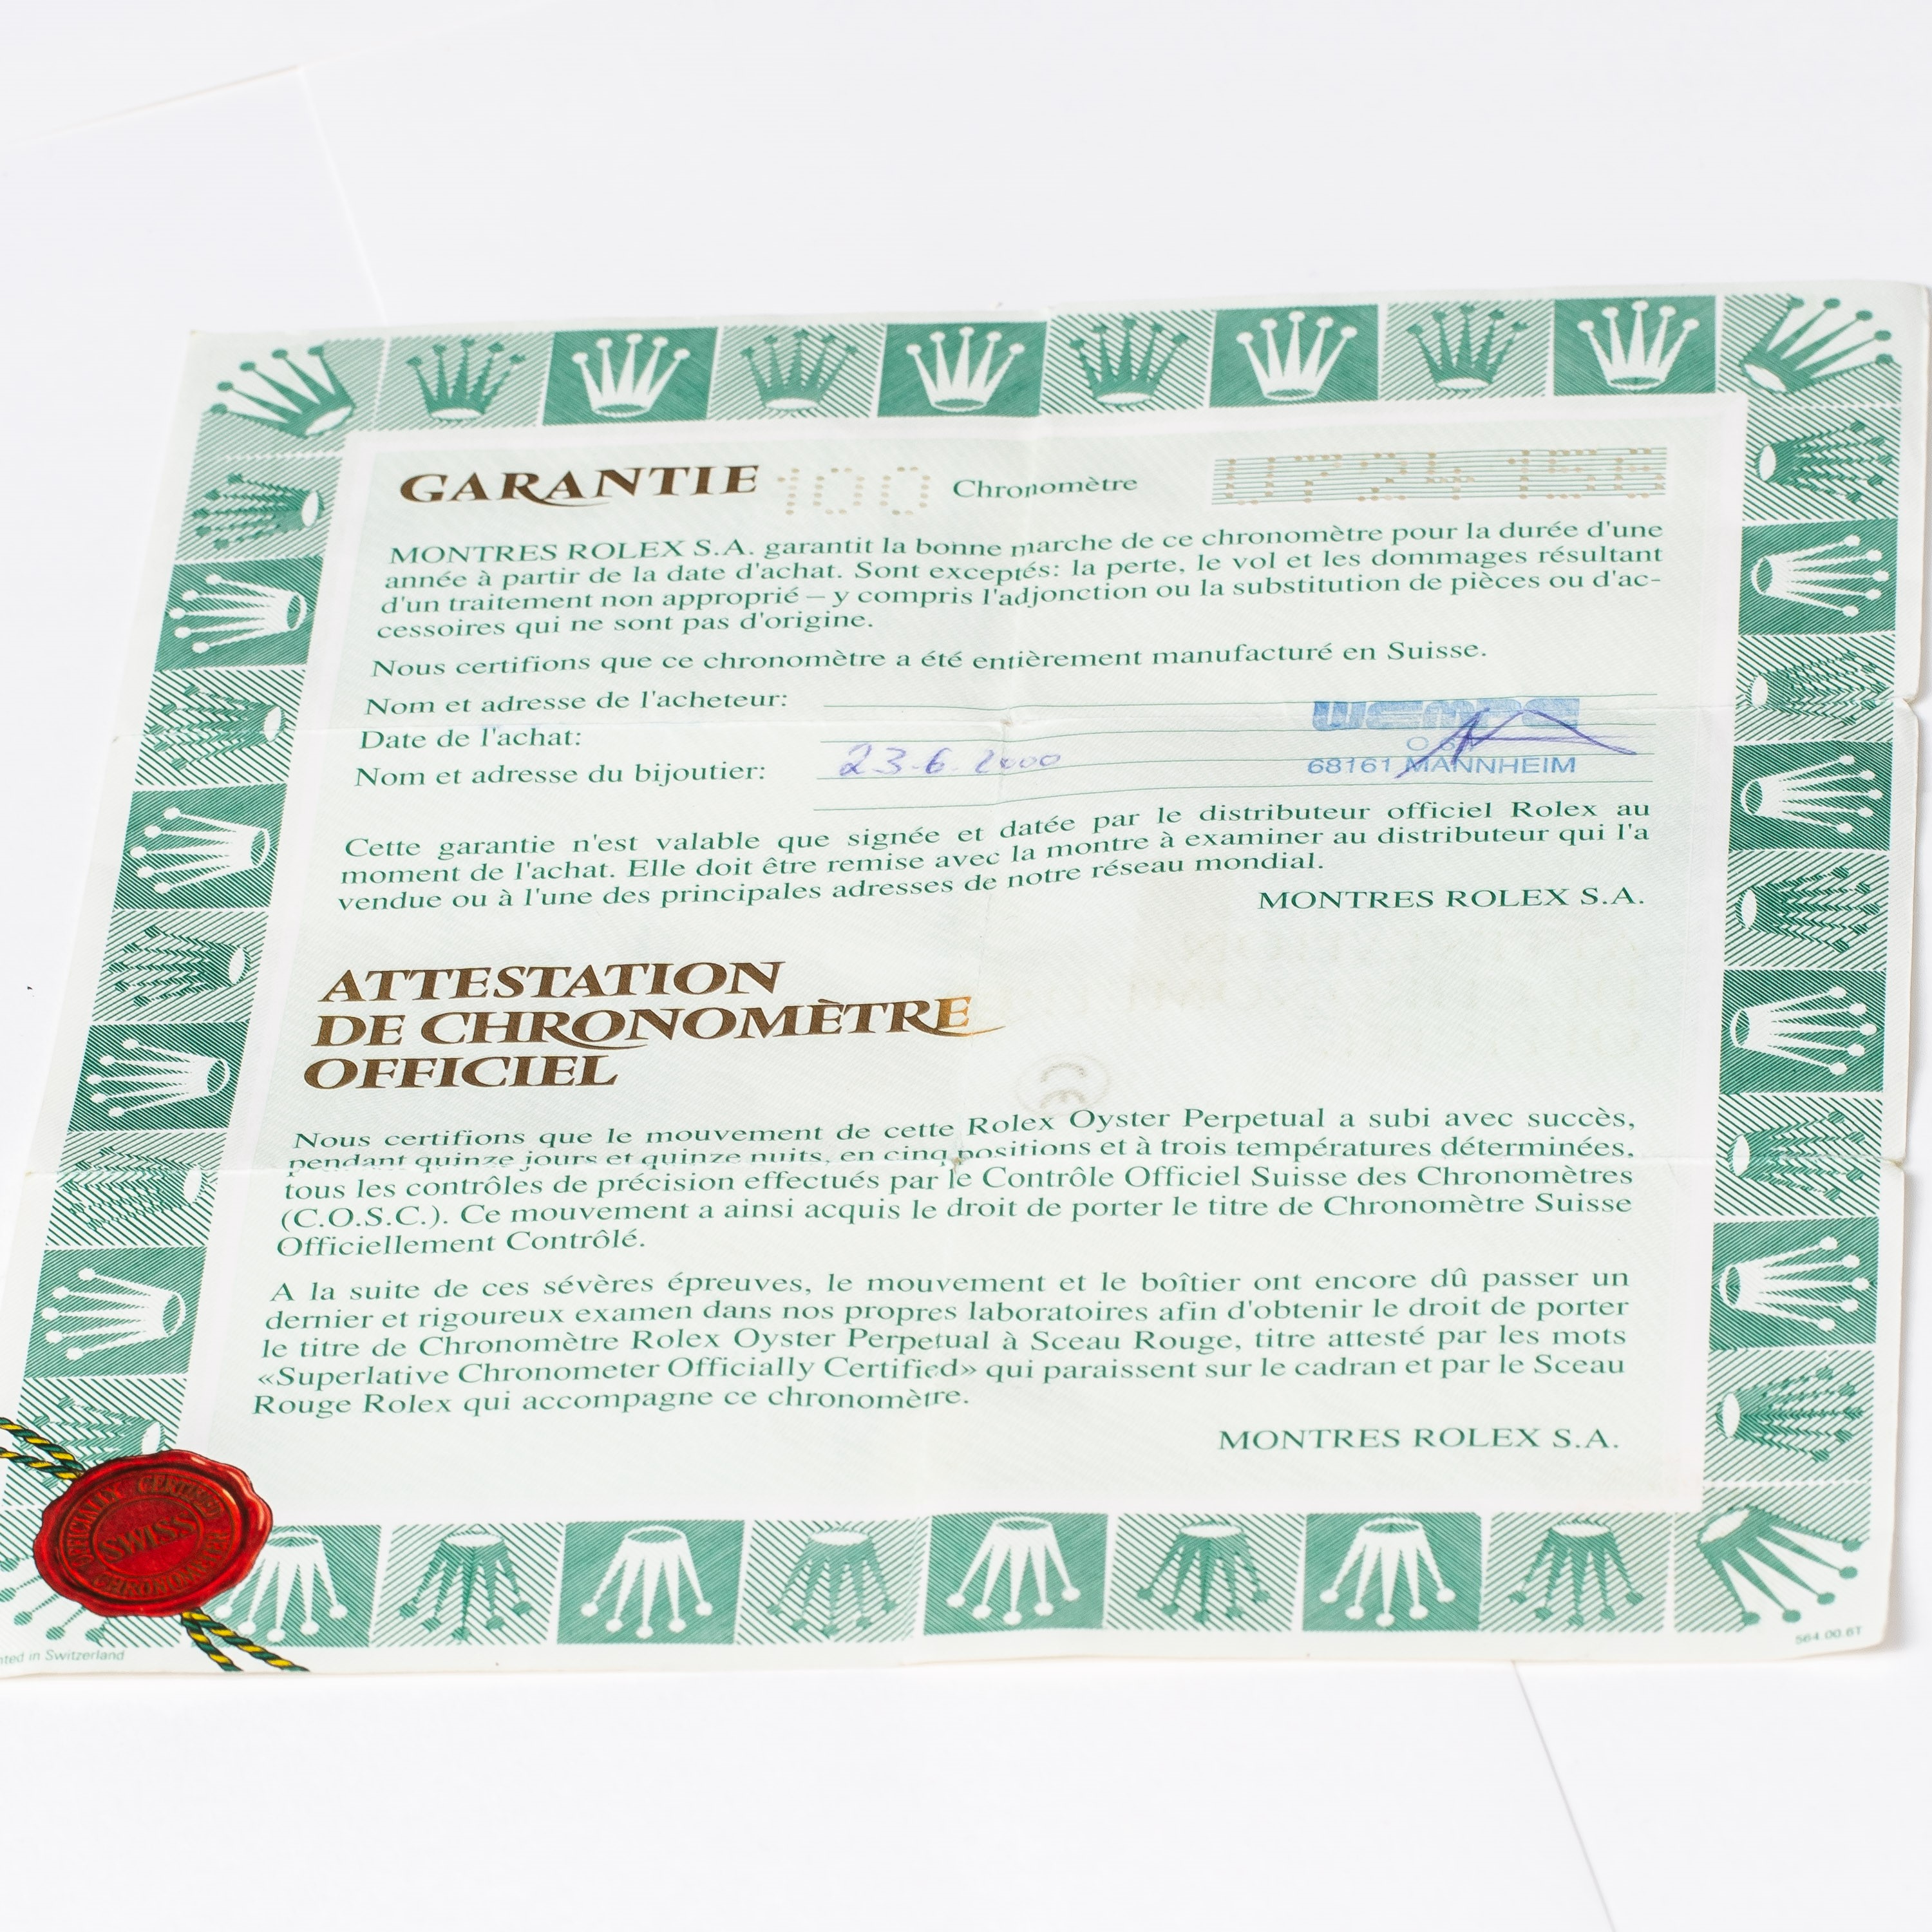 GARANTIE 100 Chronomètre U724156
MONTRES ROLEX S.A. garantit la bonne marche de ce chronomètre pour la durée d'une
année à partir de la date d'achat. Sont exceptés: la perte, le vol et les dommages résultant
d'un traitement non approprié – y compris l'adjonction ou la substitution de pièces ou d'ac-
cessoires qui ne sont pas d'origine.
Nous certifions que ce chronomètre a été entièrement manufacturé en Suisse.
Nom et adresse de l'acheteur:
WEMPE
Date de l'achat:
23.6.2000
68161 MANNHEIM
Nom et adresse du bijoutier:
Cette garantie n'est valable que signée et datée par le distributeur officiel Rolex au
moment de l'achat. Elle doit être remise avec la montre à examiner au distributeur qui l'a
vendue ou à l'une des principales adresses de notre réseau mondial.
MONTRES ROLEX S.A.
ATTESTATION
DE CHRONOMÈTRE
OFFICIEL
Nous certifions que le mouvement de cette Rolex Oyster Perpetual a subi avec succès,
pendant quinze jours et quinze nuits, en cinq positions et à trois températures déterminées,
tous les contrôles de précision effectués par le Contrôle Officiel Suisse des Chronomètres
(C.O.S.C.). Ce mouvement a ainsi acquis le droit de porter le titre de Chronomètre Suisse
Officiellement Contrôlé.
A la suite de ces sévères épreuves, le mouvement et le boîtier ont encore dû passer un
dernier et rigoureux examen dans nos propres laboratoires afin d'obtenir le droit de porter
le titre de Chronomètre Rolex Oyster Perpetual à Sceau Rouge, titre attesté par les mots
«Superlative Chronometer Officially Certified» qui paraissent sur le cadran et par le Sceau
Rouge Rolex qui accompagne ce chronomètre.
MONTRES ROLEX S.A.
OFFICIALLY CERTIFIED
SWISS
CHRONOMETER
in Switzerland
564.00.6T